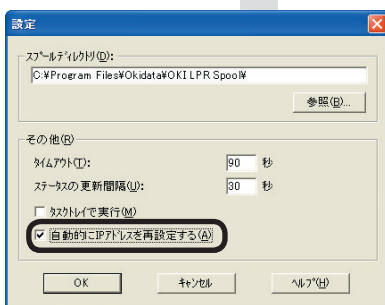 設定
スプールディレクトリ(D):
C:¥Program Files¥Okidata¥OKI LPR Spool¥
参照(B)...
その他(R)
タイムアウト(T):
90 秒
ステータスの更新間隔(U):
30 秒
タスクトレイで実行(M)
自動的にIPアドレスを再設定する(A)
OK
キャンセル
ヘルプ(H)